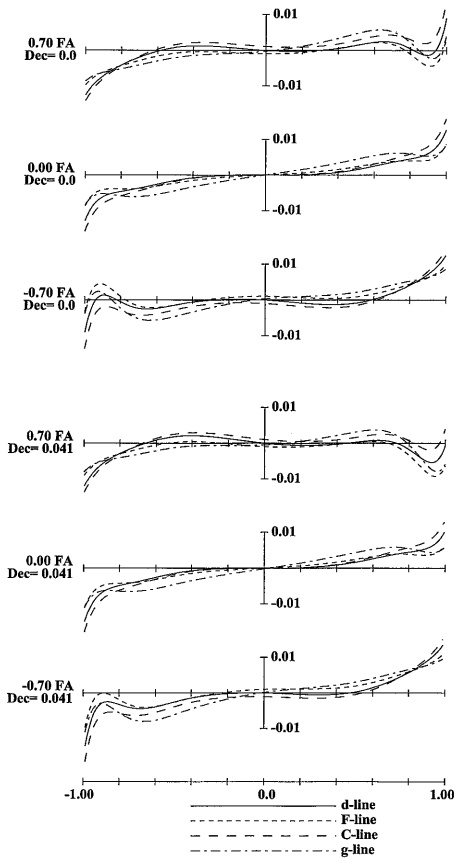 0.01
0.70 FA
Dec= 0.0
-0.01
0.01
0.00 FA
Dec= 0.0
-0.01
0.01
-0.70 FA
Dec= 0.0
-0.01
0.01
0.70 FA
Dec= 0.041
-0.01
0.01
0.00 FA
Dec= 0.041
-0.01
0.01
-0.70 FA
Dec= 0.041
-0.01
-1.00 0.0 1.00
d-line
F-line
C-line
g-line